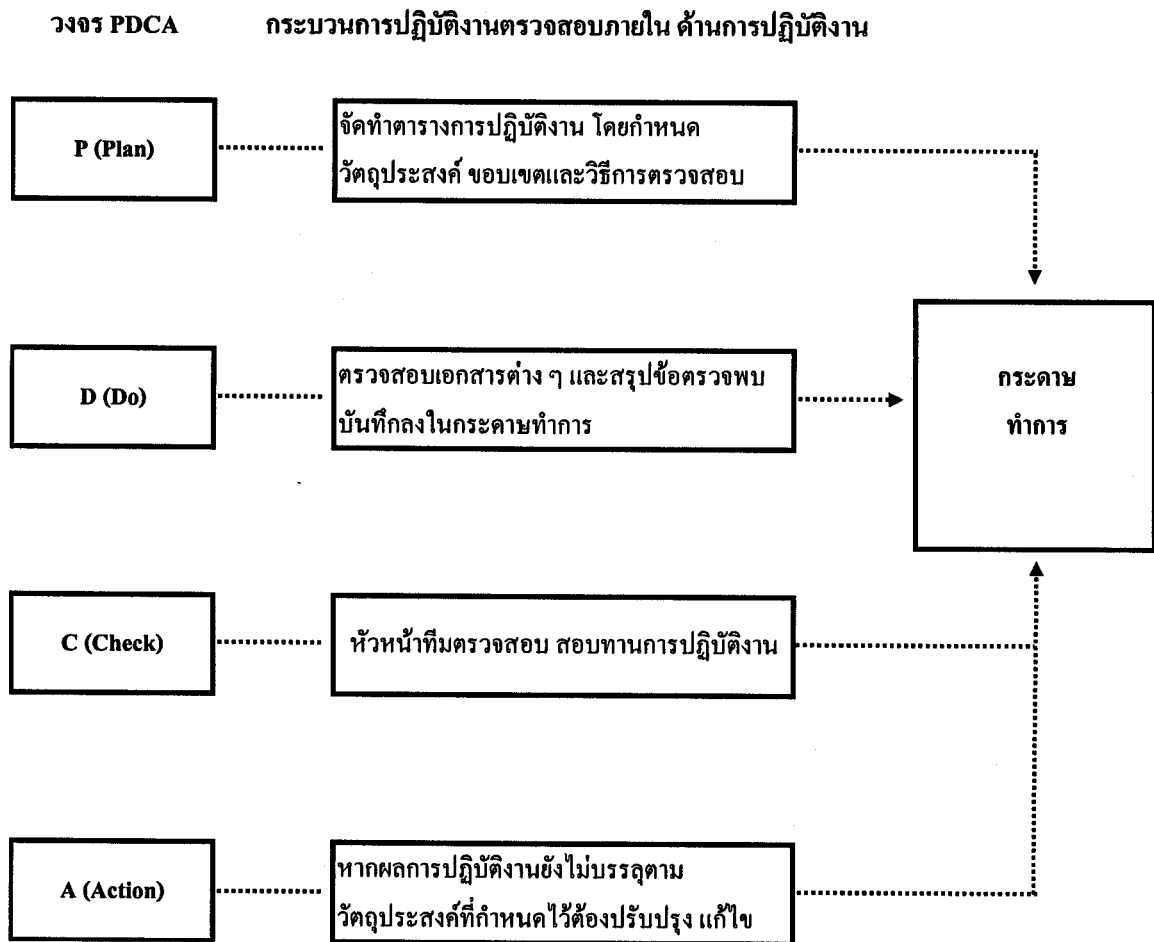 วงจร PDCA กระบวนการปฏิบัติงานตรวจสอบภายใน ด้านการปฏิบัติงาน
P (Plan)
จัดทำตารางการปฏิบัติงาน โดยกำหนด
วัตถุประสงค์ ขอบเขตและวิธีการตรวจสอบ
D (Do)
ตรวจสอบเอกสารต่าง ๆ และสรุปข้อตรวจพบ
บันทึกลงในกระดาษทำการ
กระดาษ
ทำการ
C (Check)
หัวหน้าทีมตรวจสอบ สอบทานการปฏิบัติงาน
A (Action)
หากผลการปฏิบัติงานยังไม่บรรลุตาม
วัตถุประสงค์ที่กำหนดไว้ต้องปรับปรุง แก้ไข